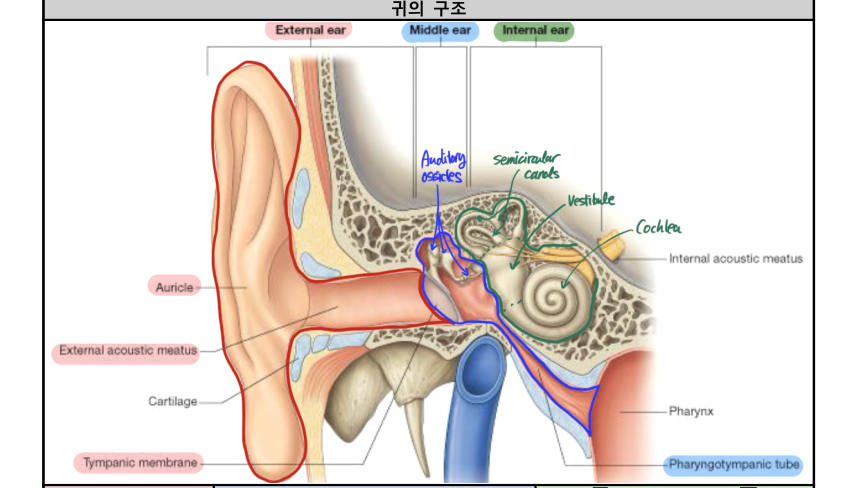 귀의 구조
External ear
Middle ear
Internal ear
Auditory
ossicles
semicircular
canals
Vestibule
Cochlea
Internal acoustic meatus
Auricle
External acoustic meatus
Cartilage
Pharynx
Tympanic membrane
Pharyngotympanic tube